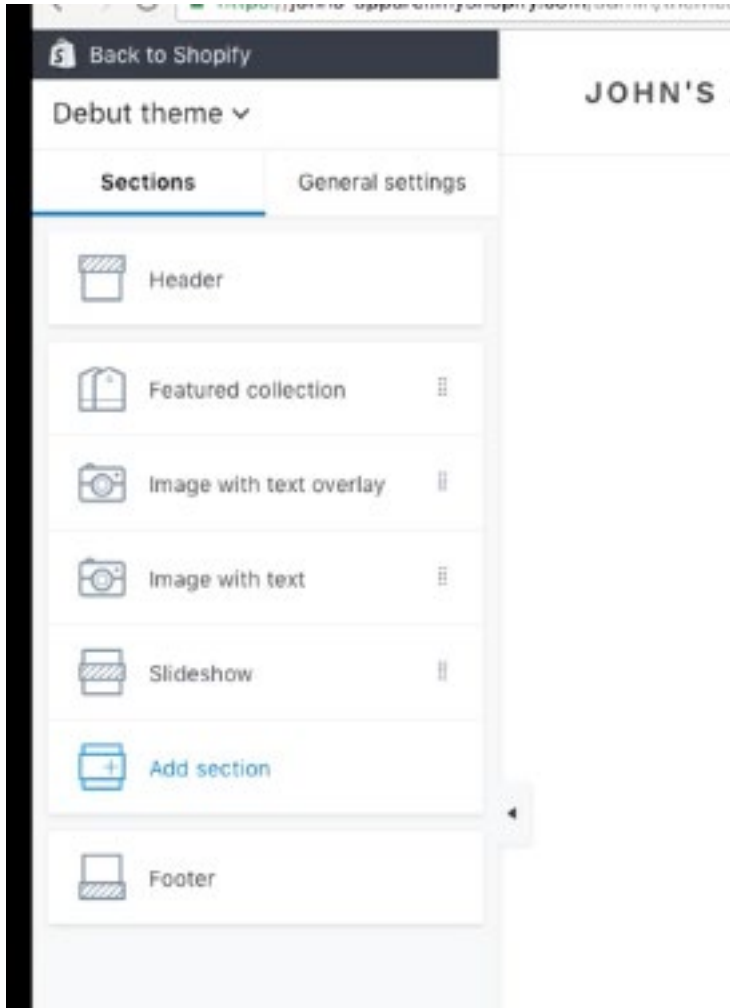 Back to Shopify
Debut theme
JOHN'S
Sections
General settings
Header
Featured collection
Image with text overlay
Image with text
Slideshow
Add section
Footer